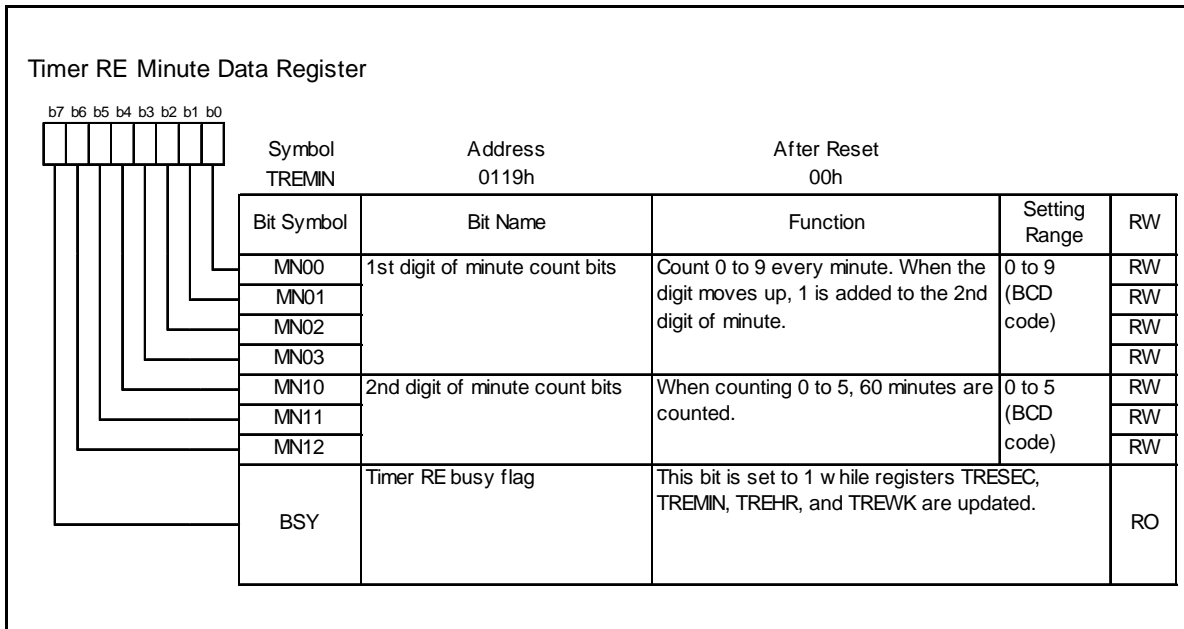 Timer RE Minute Data Register
b7 b6 b5 b4 b3 b2 b1 b0
Symbol Address After Reset
TREMIN 0119h 00h
Bit Symbol Bit Name Function Setting Range RW
MN00 1st digit of minute count bits Count 0 to 9 every minute. When the 0 to 9 RW
MN01 digit moves up, 1 is added to the 2nd (BCD RW
MN02 digit of minute. code) RW
MN03 RW
MN10 2nd digit of minute count bits When counting 0 to 5, 60 minutes are 0 to 5 RW
MN11 counted. (BCD RW
MN12 code) RW
Timer RE busy flag This bit is set to 1 while registers TRESEC,
TREMIN, TREHR, and TREWK are updated.
BSY RO